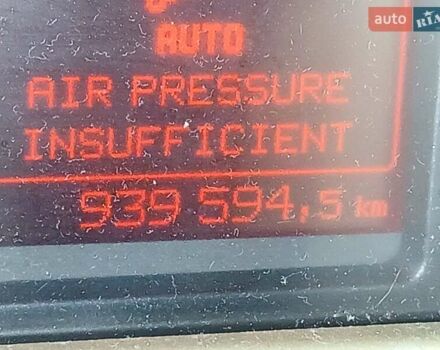 auto RIA
AUTO
AIR PRESSURE
INSUFFICIENT
939 594,5 km